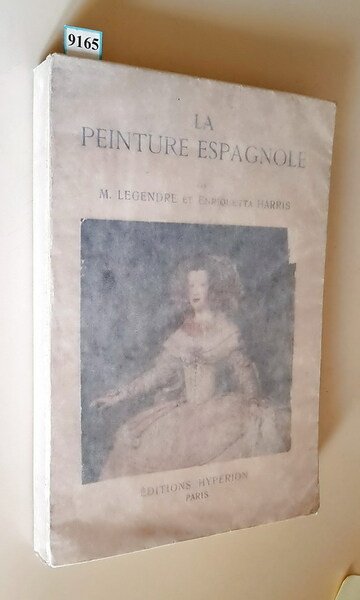 9165
LA
PEINTURE ESPAGNOLE
PAR
M. LEGENDRE ET ENRIQUETTA HARRIS
ÉDITIONS HYPERION
PARIS